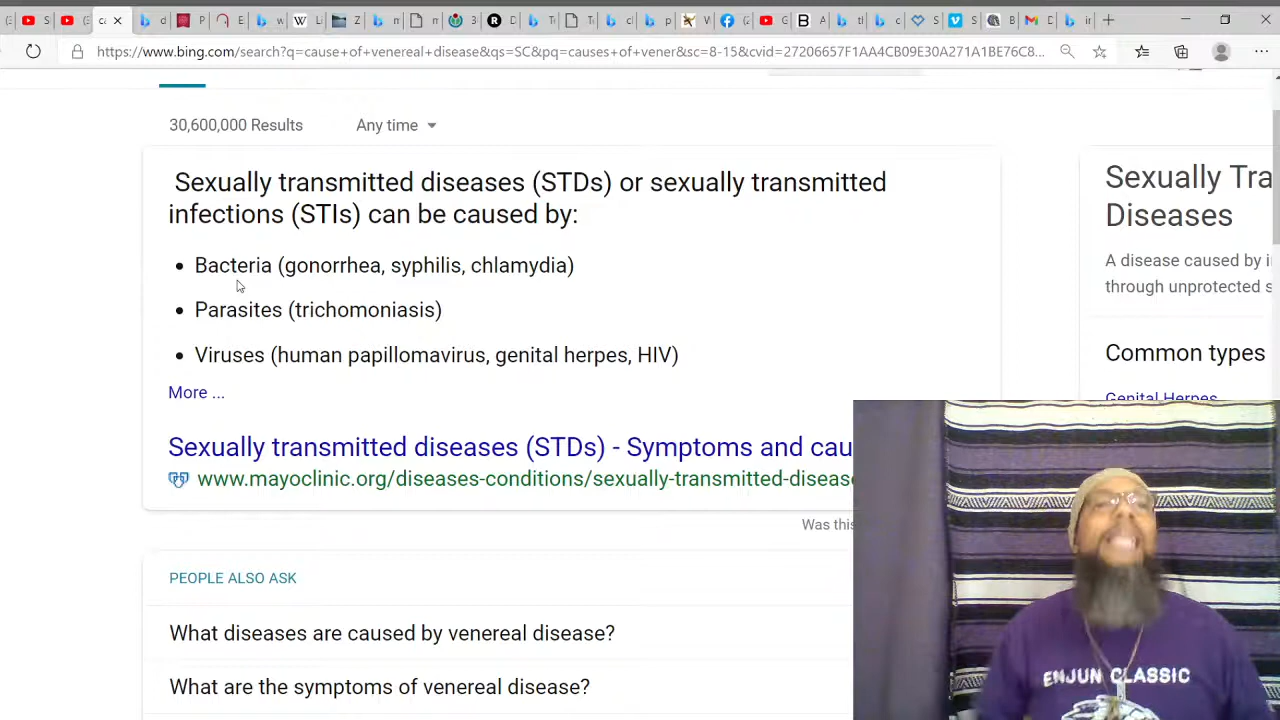 https://www.bing.com/search?q=cause+of+venereal+disease&qs=SC&pq=causes+of+vener&sc=8-15&cvid=27206657F1AA4CB09E30A271A1BE76C8...
30,600,000 Results
Any time
Sexually transmitted diseases (STDs) or sexually transmitted
infections (STIs) can be caused by:
• Bacteria (gonorrhea, syphilis, chlamydia)
• Parasites (trichomoniasis)
• Viruses (human papillomavirus, genital herpes, HIV)
More ...
Sexually transmitted diseases (STDs) - Symptoms and cau
www.mayoclinic.org/diseases-conditions/sexually-transmitted-disease
Was this
PEOPLE ALSO ASK
What diseases are caused by venereal disease?
What are the symptoms of venereal disease?
Sexually Tra
Diseases
A disease caused by i
through unprotected s
Common types
Genital Herpes
ENJUN CLASSIC